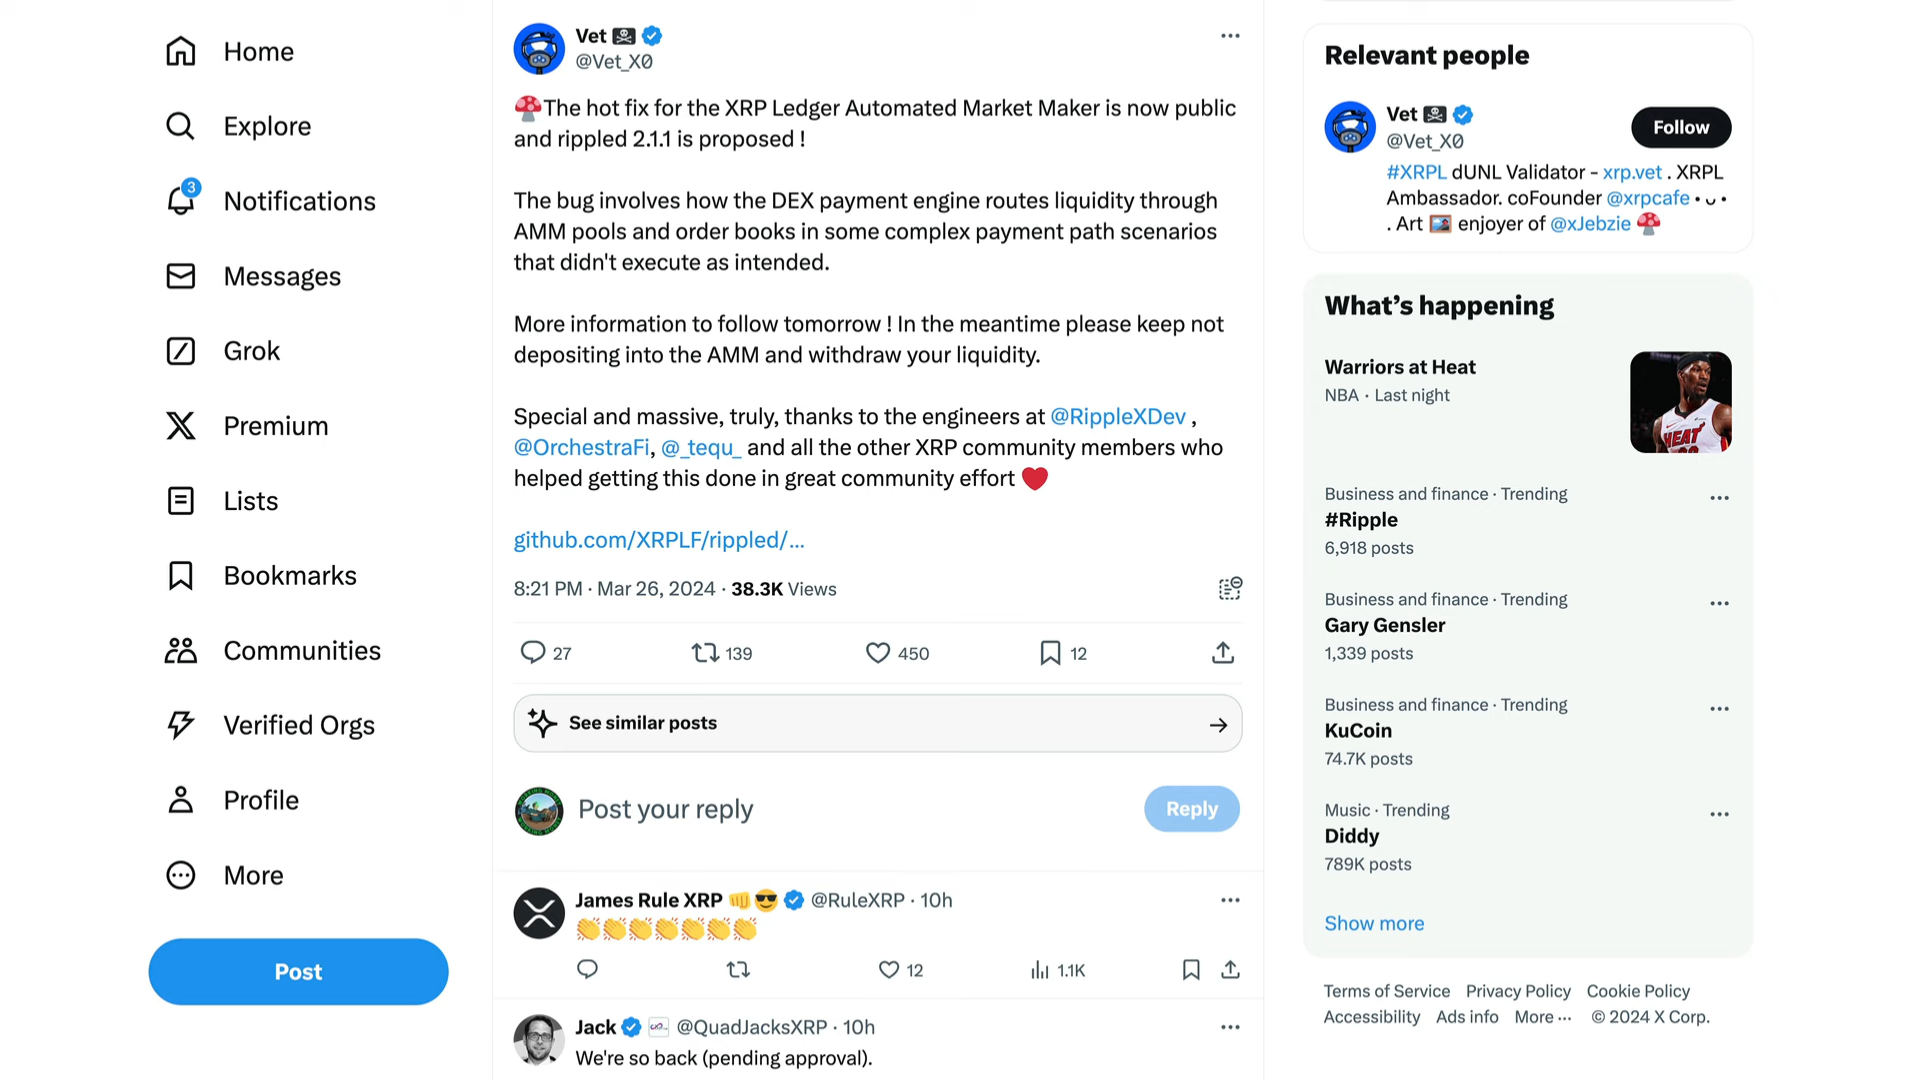 Home
Explore
3
Notifications
Messages
Grok
Premium
Lists
Bookmarks
Communities
Verified Orgs
Profile
More
Post
Vet
@Vet_X0
The hot fix for the XRP Ledger Automated Market Maker is now public
and rippled 2.1.1 is proposed !
The bug involves how the DEX payment engine routes liquidity through
AMM pools and order books in some complex payment path scenarios
that didn't execute as intended.
More information to follow tomorrow ! In the meantime please keep not
depositing into the AMM and withdraw your liquidity.
Special and massive, truly, thanks to the engineers at @RippleXDev ,
@OrchestraFi, @_tequ_ and all the other XRP community members who
helped getting this done in great community effort
github.com/XRPLF/rippled/...
8:21 PM · Mar 26, 2024 · 38.3K Views
27 139 450 12
See similar posts
Post your reply
Reply
James Rule XRP @RuleXRP · 10h
12 1.1K
Jack @QuadJacksXRP · 10h
We're so back (pending approval).
Relevant people
Vet
@Vet_X0
Follow
#XRPL dUNL Validator - xrp.vet . XRPL
Ambassador. coFounder @xrpcafe • ᴗ •
. Art enjoyer of @xJebzie
What’s happening
Warriors at Heat
NBA · Last night
HEAT
Business and finance · Trending
#Ripple
6,918 posts
Business and finance · Trending
Gary Gensler
1,339 posts
Business and finance · Trending
KuCoin
74.7K posts
Music · Trending
Diddy
789K posts
Show more
Terms of Service Privacy Policy Cookie Policy
Accessibility Ads info More ... © 2024 X Corp.